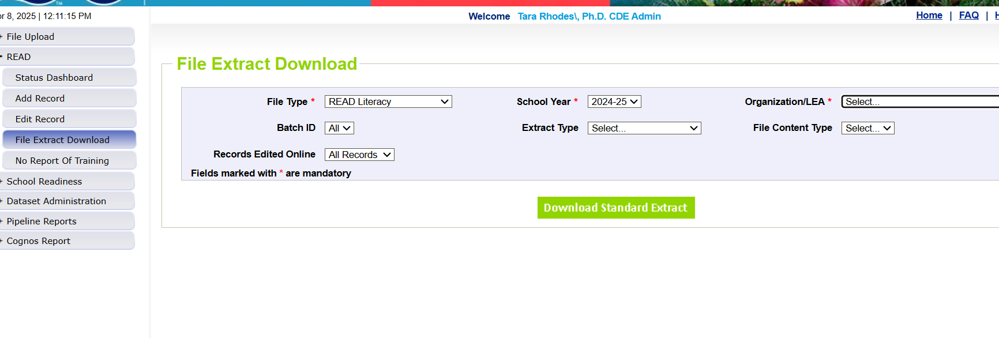 TM
8, 2025 | 12:11:15 PM
Welcome Tara Rhodes\, Ph.D. CDE Admin
Home | FAQ |
+ File Upload
- READ
Status Dashboard
Add Record
Edit Record
File Extract Download
No Report Of Training
+ School Readiness
+ Dataset Administration
+ Pipeline Reports
+ Cognos Report
File Extract Download
File Type * READ Literacy School Year * 2024-25 Organization/LEA * Select...
Batch ID All Extract Type Select... File Content Type Select...
Records Edited Online All Records
Fields marked with * are mandatory
Download Standard Extract